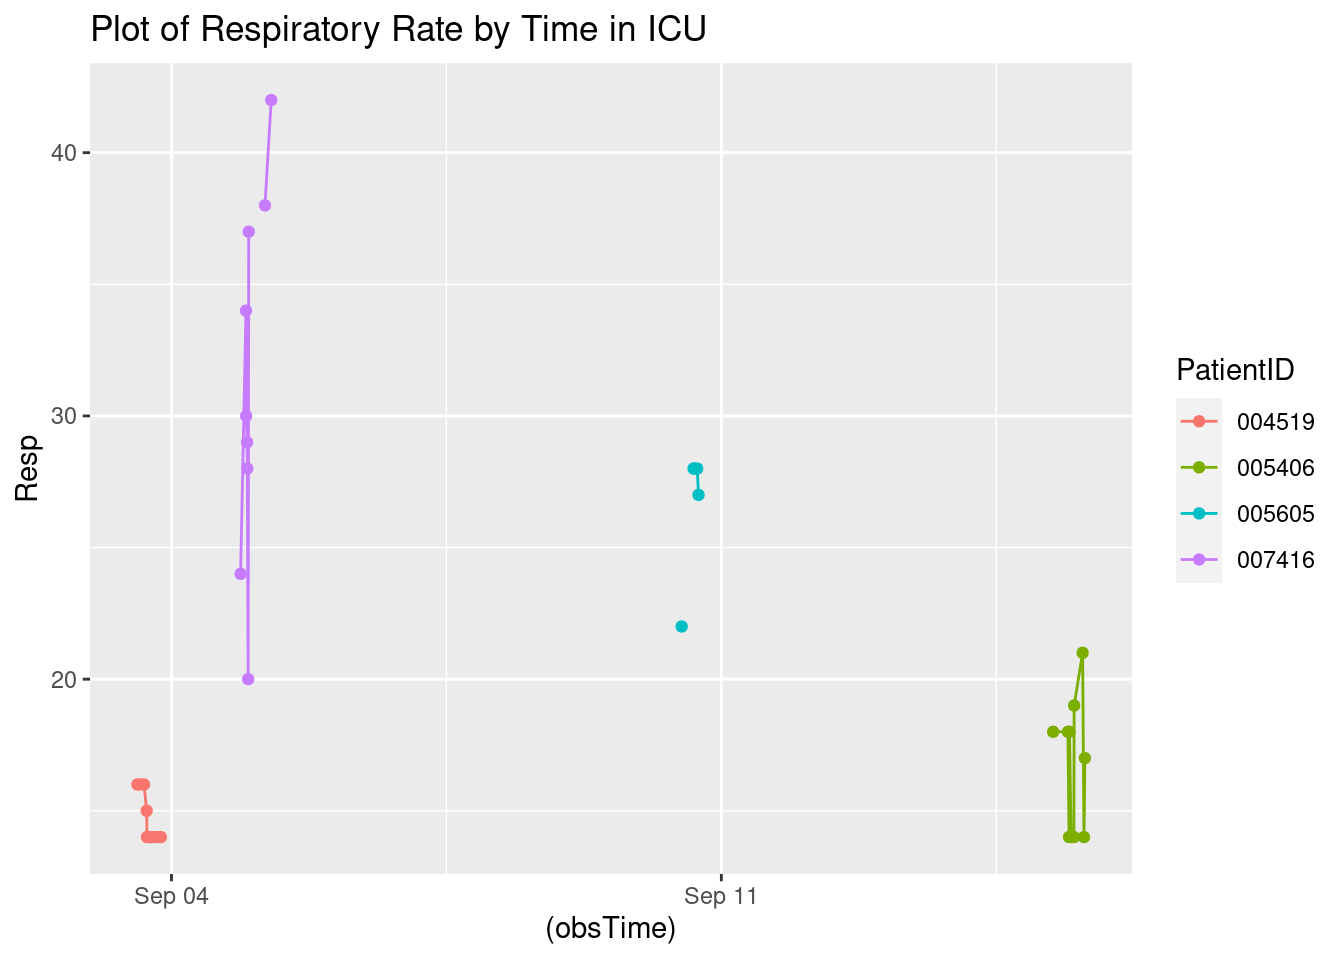 Plot of Respiratory Rate by Time in ICU
40
30
20
Resp
Sep 04
Sep 11
(obsTime)
PatientID
004519
005406
005605
007416